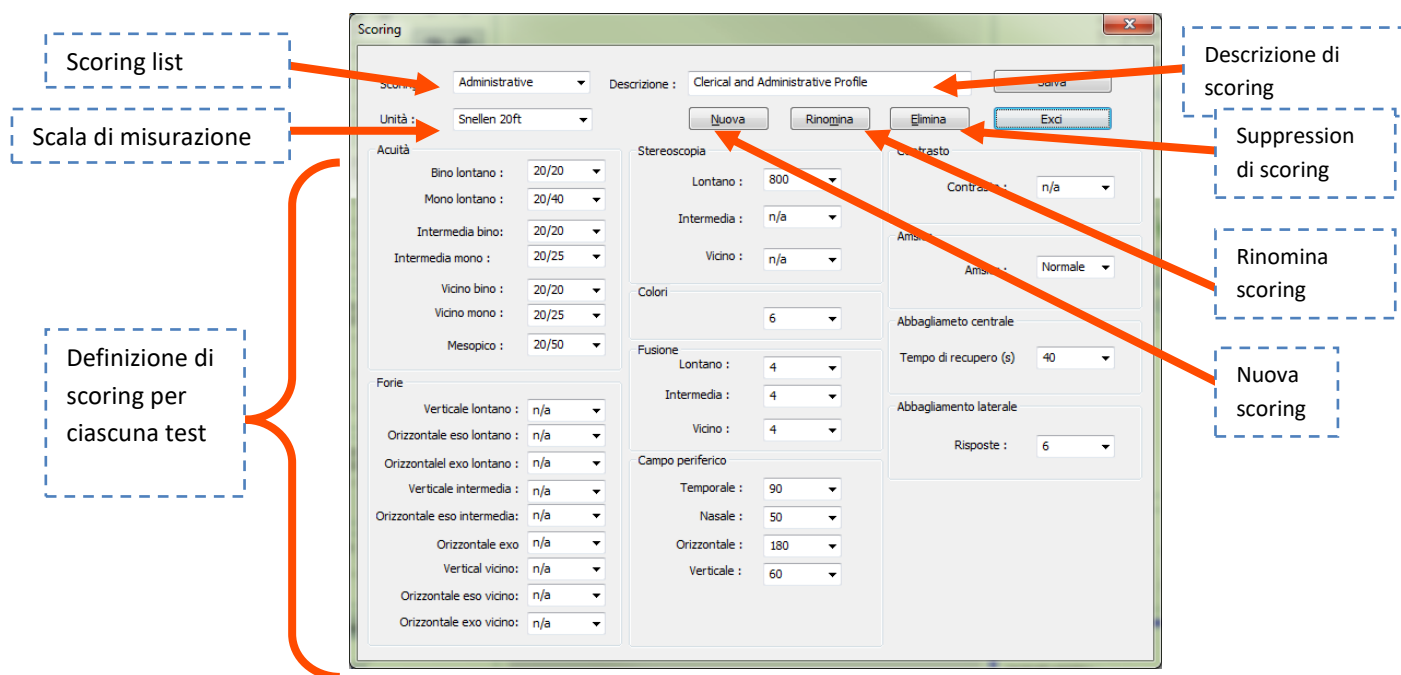 Scoring
Scoring list
Scala di misurazione
Definizione di
scoring per
ciascuna test
Administrative
Descrizione :
Clerical and Administrative Profile
Unità :
Snellen 20ft
Nuova
Rinomina
Elimina
Exci
Acuità
Bino lontano :
20/20
Mono lontano :
20/40
Intermedia bino:
20/20
Intermedia mono :
20/25
Vicino bino :
20/20
Vicino mono :
20/25
Mesopico :
20/50
Forie
Verticale lontano :
n/a
Orizzontale eso lontano :
n/a
Orizzontalel exo lontano :
n/a
Verticale intermedia :
n/a
Orizzontale eso intermedia:
n/a
Orizzontale exo
n/a
Vertical vicino:
n/a
Orizzontale eso vicino:
n/a
Orizzontale exo vicino:
n/a
Stereoscopia
Lontano :
800
Intermedia :
n/a
Vicino :
n/a
Colori
6
Fusione
Lontano :
4
Intermedia :
4
Vicino :
4
Campo periferico
Temporale :
90
Nasale :
50
Orizzontale :
180
Verticale :
60
Contrasto
n/a
Normale
Abbagliameto centrale
Tempo di recupero (s)
40
Abbagliamento laterale
Risposte :
6
Descrizione di
scoring
Suppression
di scoring
Rinomina
scoring
Nuova
scoring